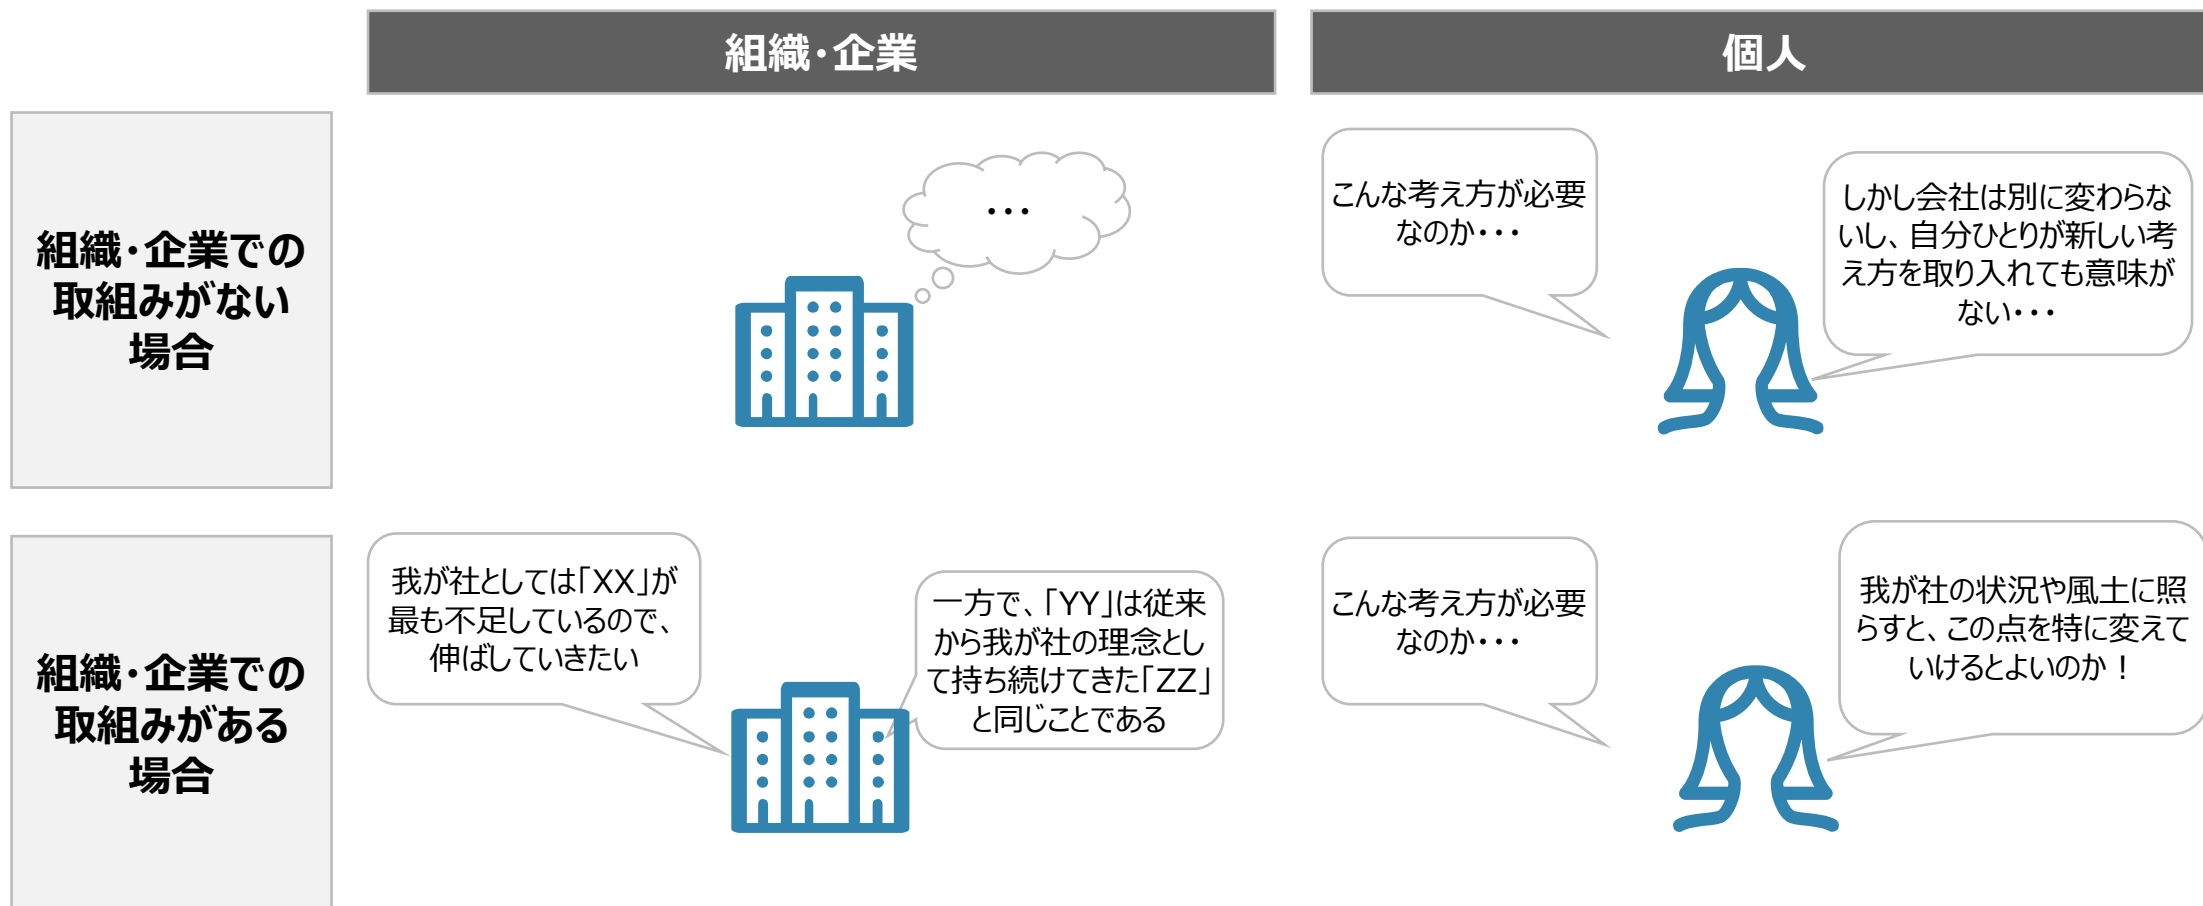 組織・企業
個人
組織・企業での
取組みがない
場合
・・・
こんな考え方が必要
なのか・・・
しかし会社は別に変わらな
いし、自分ひとりが新しい考
え方を取り入れても意味が
ない・・・
組織・企業での
取組みがある
場合
我が社としては「XX」が
最も不足しているので、
伸ばしていきたい
一方で、「YY」は従来
から我が社の理念とし
て持ち続けてきた「ZZ」
と同じことである
こんな考え方が必要
なのか・・・
我が社の状況や風土に照
らすと、この点を特に変えて
いけるとよいのか！